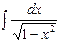 ∫ dx / √(1 − x²)